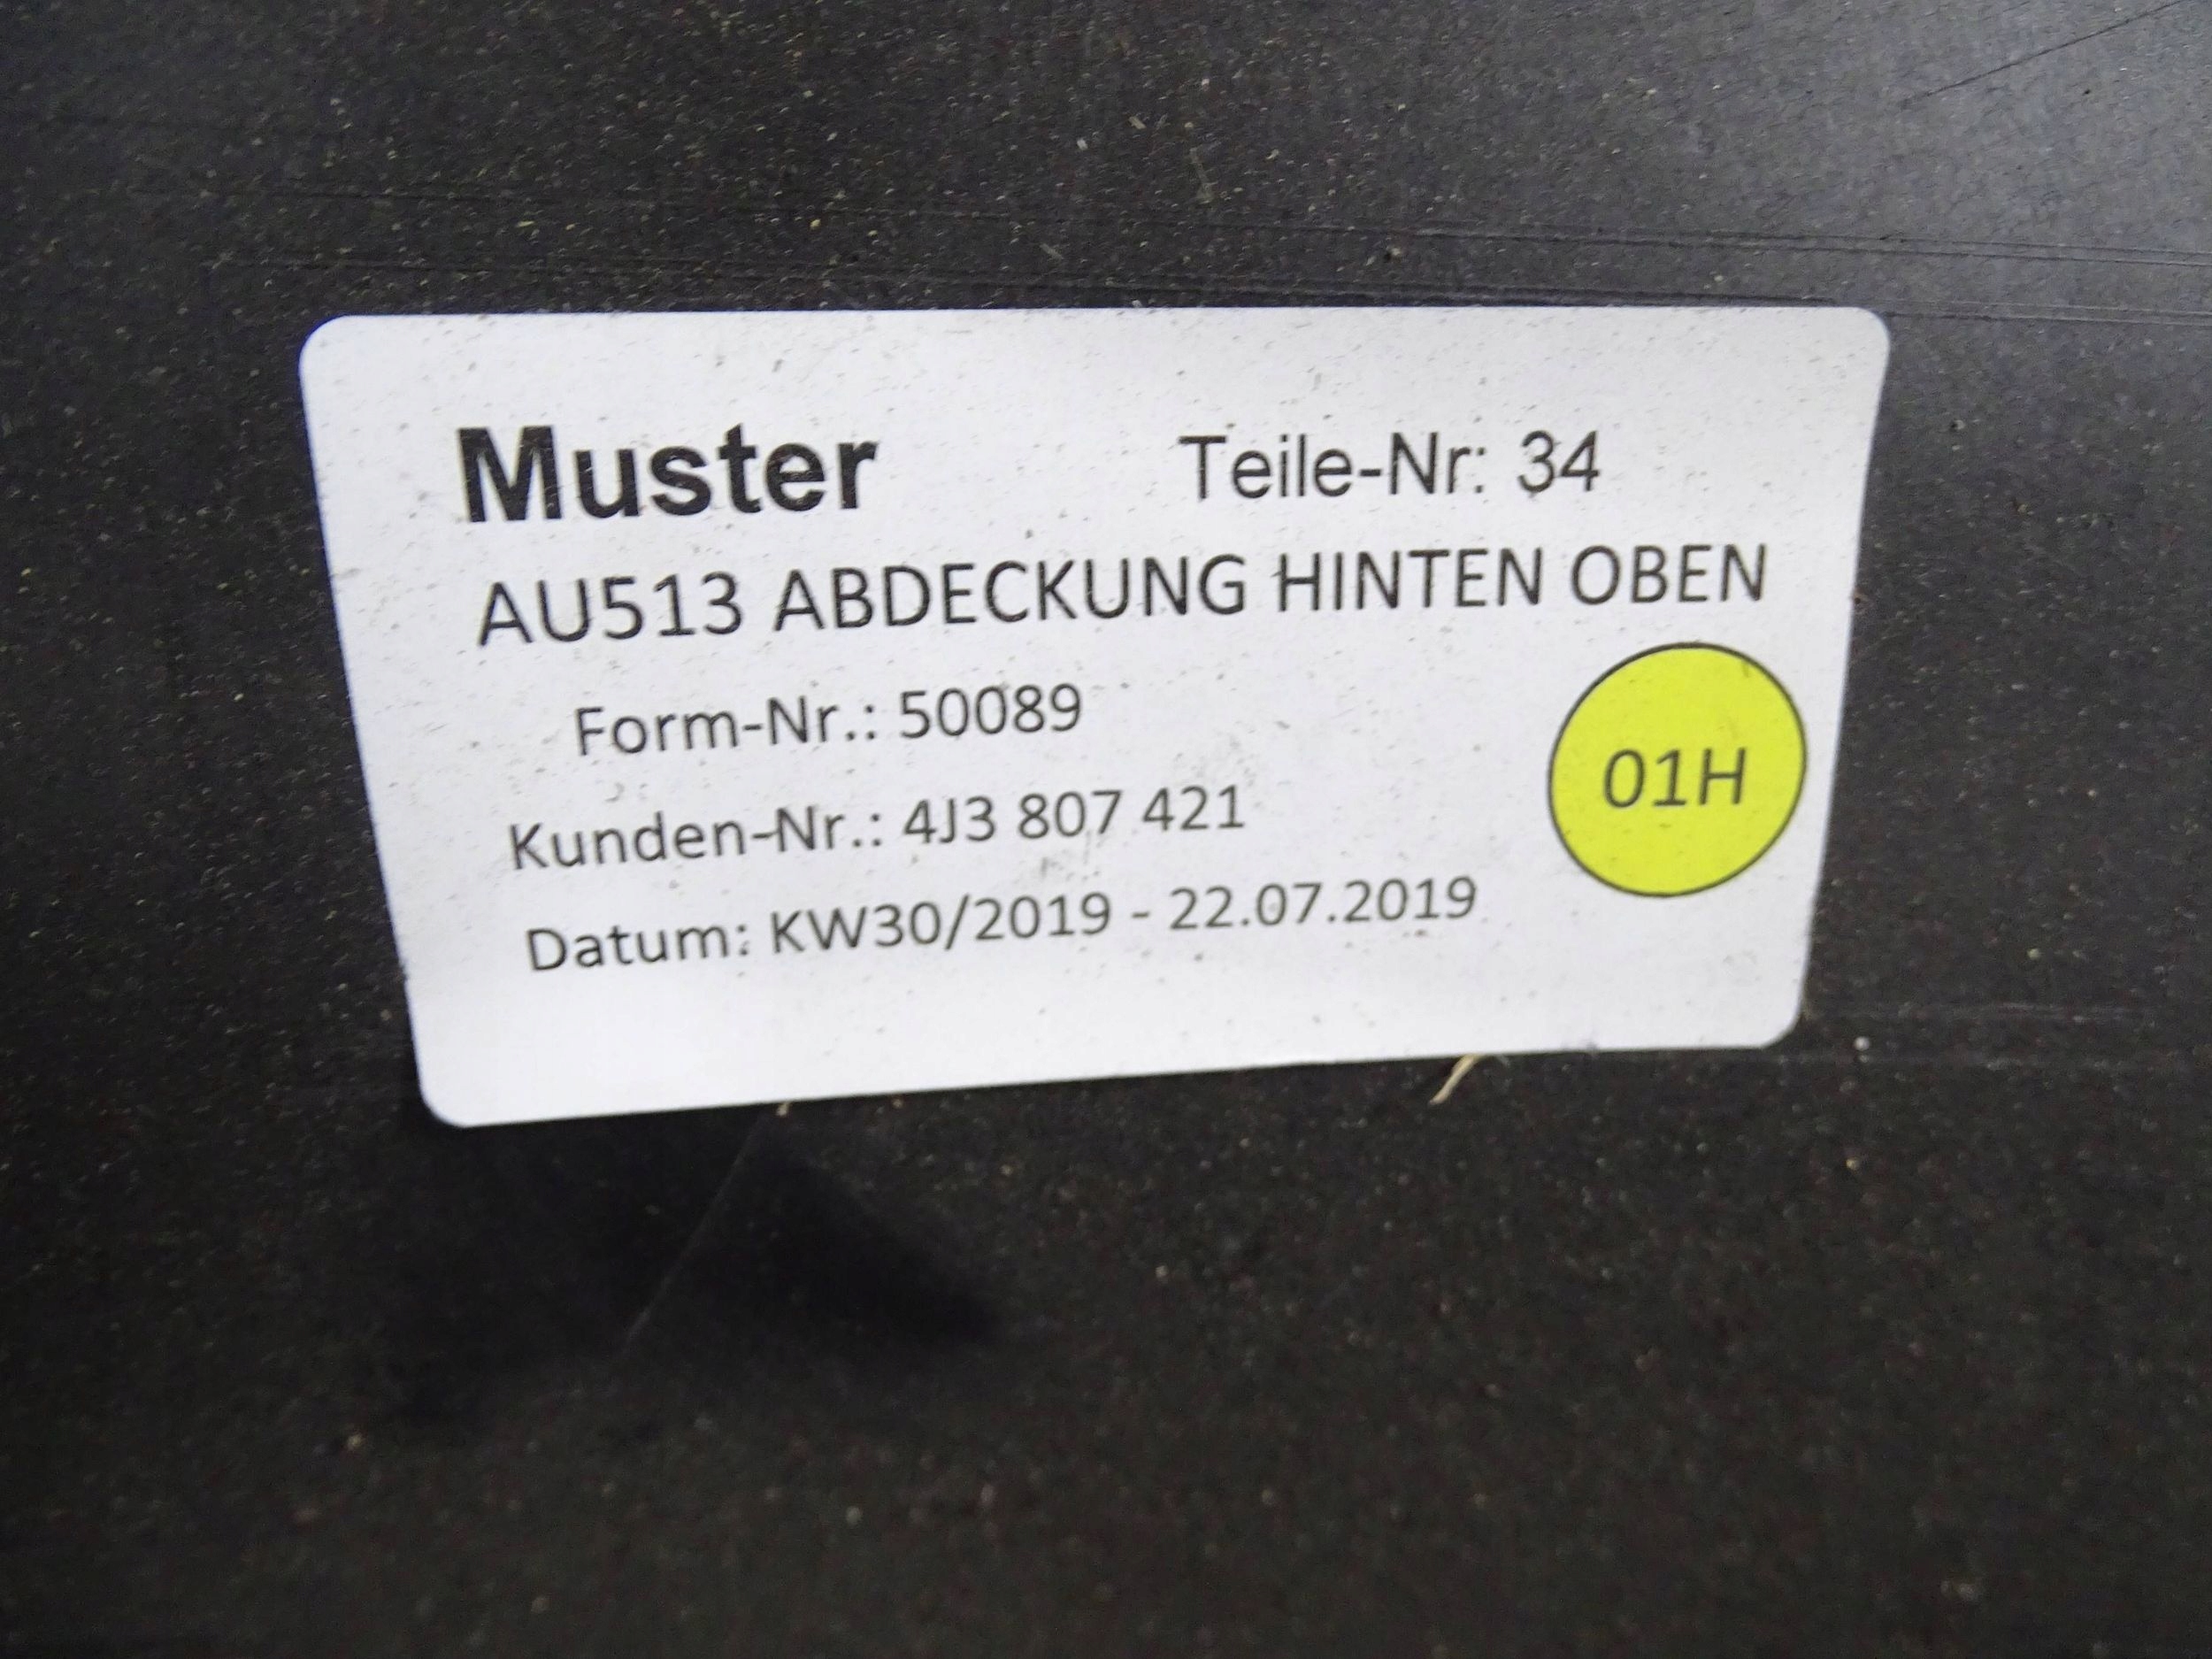 Muster Teile-Nr: 34
AU513 ABDECKUNG HINTEN OBEN
Form-Nr.: 50089
01H
Kunden-Nr.: 4J3 807 421
Datum: KW30/2019 - 22.07.2019